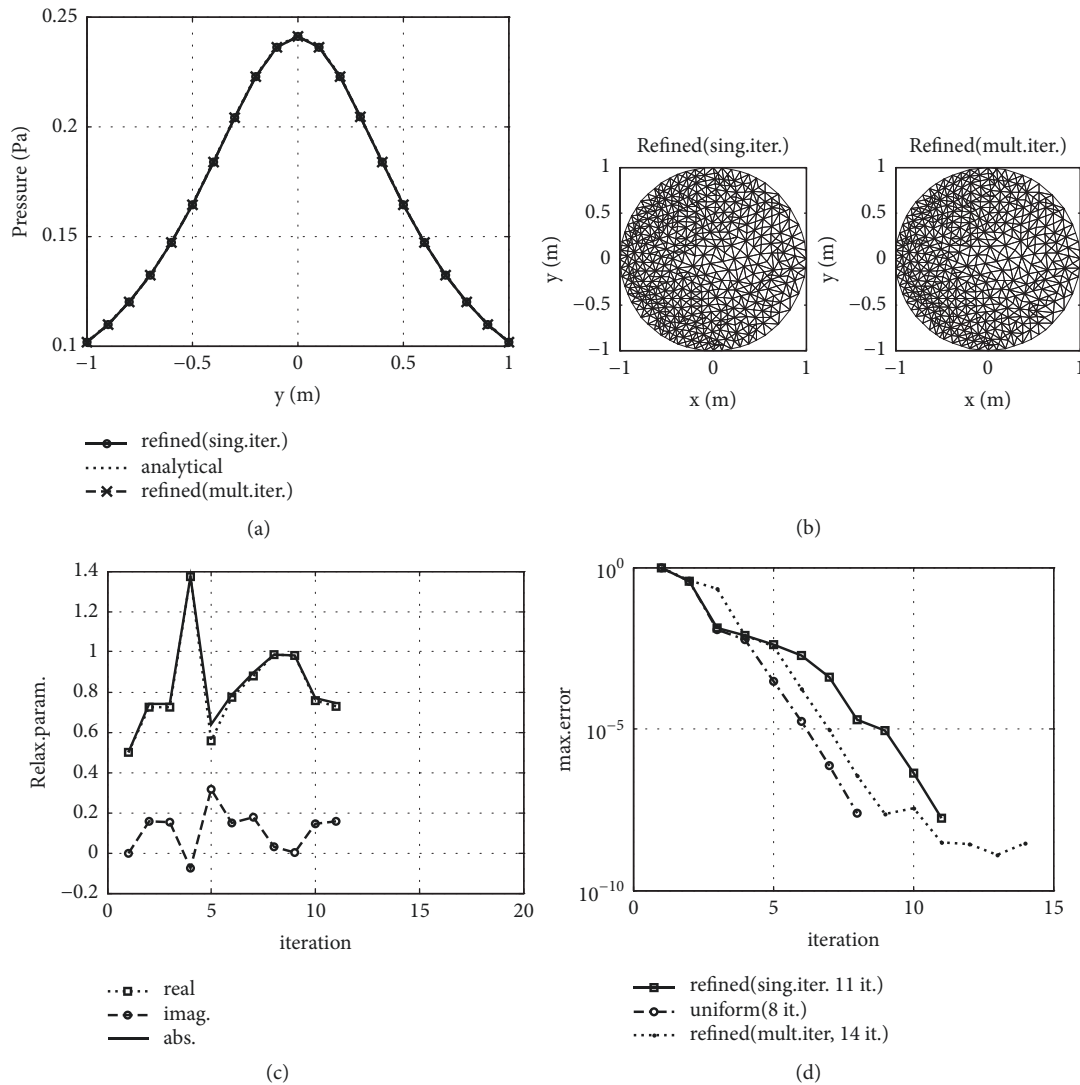 0.25
0.2
0.15
0.1
Pressure (Pa)
−1
−0.5
0
0.5
1
y (m)
refined(sing.iter.)
analytical
refined(mult.iter.)
(a)
Refined(sing.iter.)
1
0.5
0
−0.5
−1
y (m)
−1
0
1
x (m)
Refined(mult.iter.)
1
0.5
0
−0.5
−1
y (m)
−1
0
1
x (m)
(b)
1.4
1.2
1
0.8
0.6
0.4
0.2
0
−0.2
Relax.param.
0
5
10
15
20
iteration
real
imag.
abs.
(c)
10^0
10^−5
10^−10
max.error
0
5
10
15
iteration
refined(sing.iter. 11 it.)
uniform(8 it.)
refined(mult.iter, 14 it.)
(d)